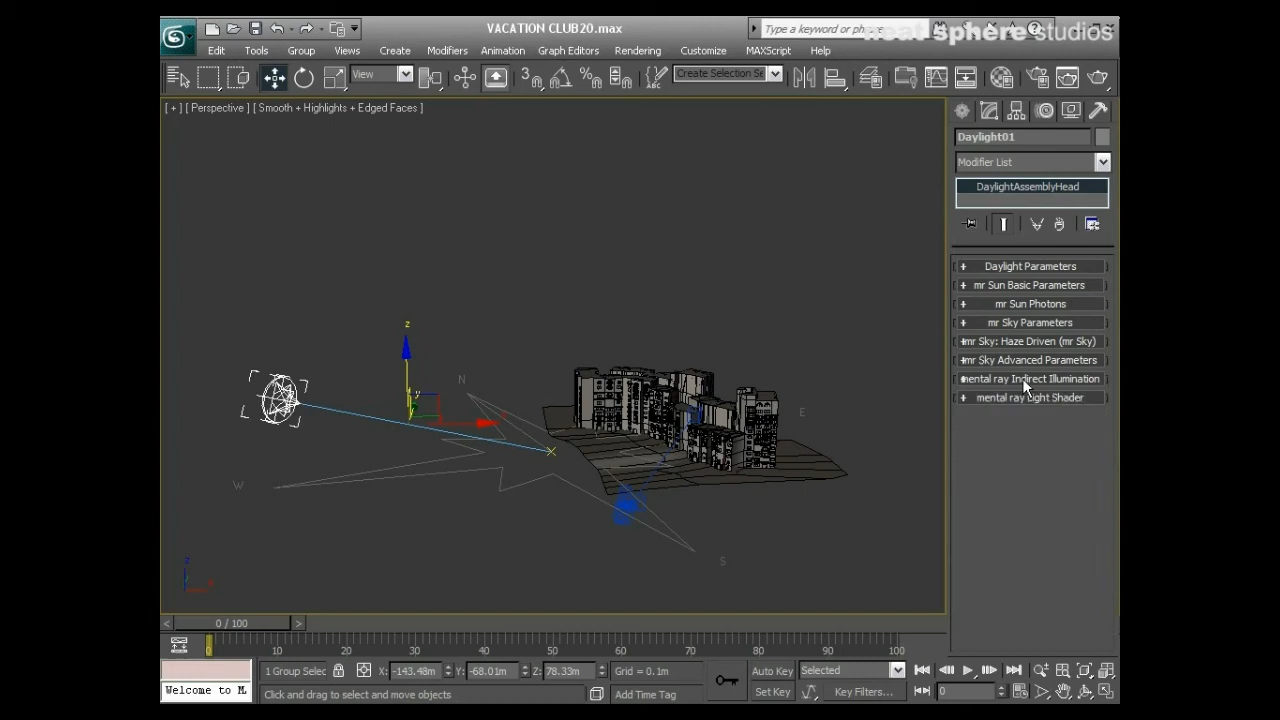 VACATION CLUB20.max
Type a keyword or phrase
neat sphere studios
Edit Tools Group Views Create Modifiers Animation Graph Editors Rendering Customize MAXScript Help
View
3
%
ABC
Create Selection Se
[ + ] [ Perspective ] [ Smooth + Highlights + Edged Faces ]
Daylight01
Modifier List
DaylightAssemblyHead
+ Daylight Parameters
+ mr Sun Basic Parameters
+ mr Sun Photons
+ mr Sky Parameters
+mr Sky: Haze Driven (mr Sky)
+mr Sky Advanced Parameters
mental ray Indirect Illumination
+ mental ray Light Shader
z
y
N
E
W
S
z
x
< 0 / 100 >
0 10 20 30 40 50 60 70 80 90 100
1 Group Selec X: -143.48m Y: -68.01m Z: 78.33m Grid = 0.1m Auto Key Selected
Welcome to M Click and drag to select and move objects Add Time Tag Set Key Key Filters... 0